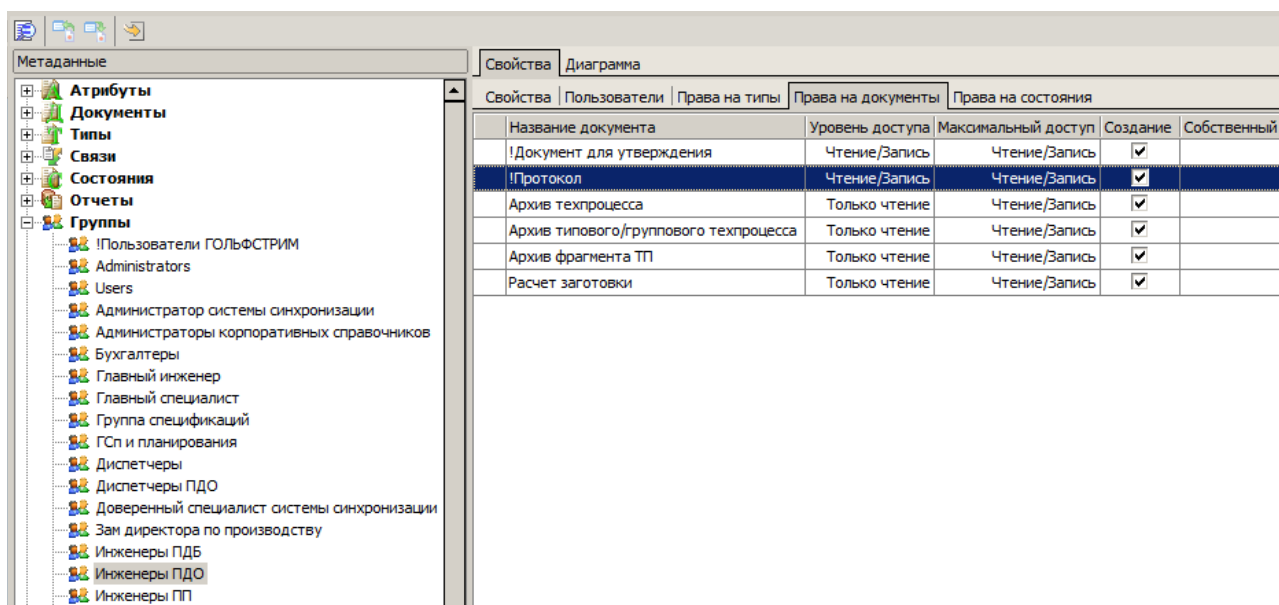 Метаданные
Атрибуты
Документы
Типы
Связи
Состояния
Отчеты
Группы
!Пользователи ГОЛЬФСТРИМ
Administrators
Users
Администратор системы синхронизации
Администраторы корпоративных справочников
Бухгалтеры
Главный инженер
Главный специалист
Группа спецификаций
ГСп и планирования
Диспетчеры
Диспетчеры ПДО
Доверенный специалист системы синхронизации
Зам директора по производству
Инженеры ПДБ
Инженеры ПДО
Инженеры ПП
Свойства Диаграмма
Свойства Пользователи Права на типы Права на документы Права на состояния
Название документа Уровень доступа Максимальный доступ Создание Собственный
!Документ для утверждения Чтение/Запись Чтение/Запись
!Протокол Чтение/Запись Чтение/Запись
Архив техпроцесса Только чтение Чтение/Запись
Архив типового/группового техпроцесса Только чтение Чтение/Запись
Архив фрагмента ТП Только чтение Чтение/Запись
Расчет заготовки Только чтение Чтение/Запись